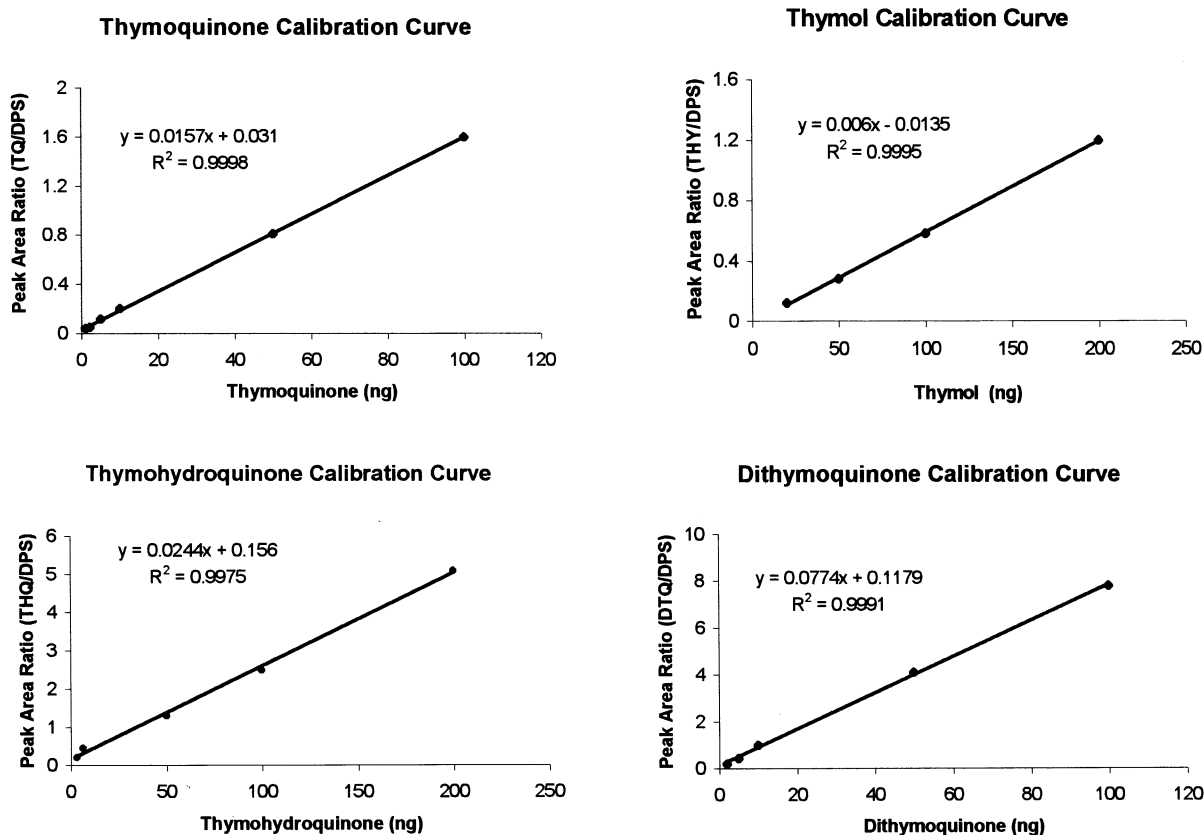 Thymoquinone Calibration Curve
Peak Area Ratio (TQ/DPS)
2
1.6
1.2
0.8
0.4
0
y = 0.0157x + 0.031
R² = 0.9998
0 20 40 60 80 100 120
Thymoquinone (ng)
Thymol Calibration Curve
Peak Area Ratio (THY/DPS)
1.6
1.2
0.8
0.4
0
y = 0.006x - 0.0135
R² = 0.9995
0 50 100 150 200 250
Thymol (ng)
Thymohydroquinone Calibration Curve
Peak Area Ratio (THQ/DPS)
6
5
4
3
2
1
0
y = 0.0244x + 0.156
R² = 0.9975
0 50 100 150 200 250
Thymohydroquinone (ng)
Dithymoquinone Calibration Curve
Peak Area Ratio (DTQ/DPS)
10
8
6
4
2
0
y = 0.0774x + 0.1179
R² = 0.9991
0 20 40 60 80 100 120
Dithymoquinone (ng)